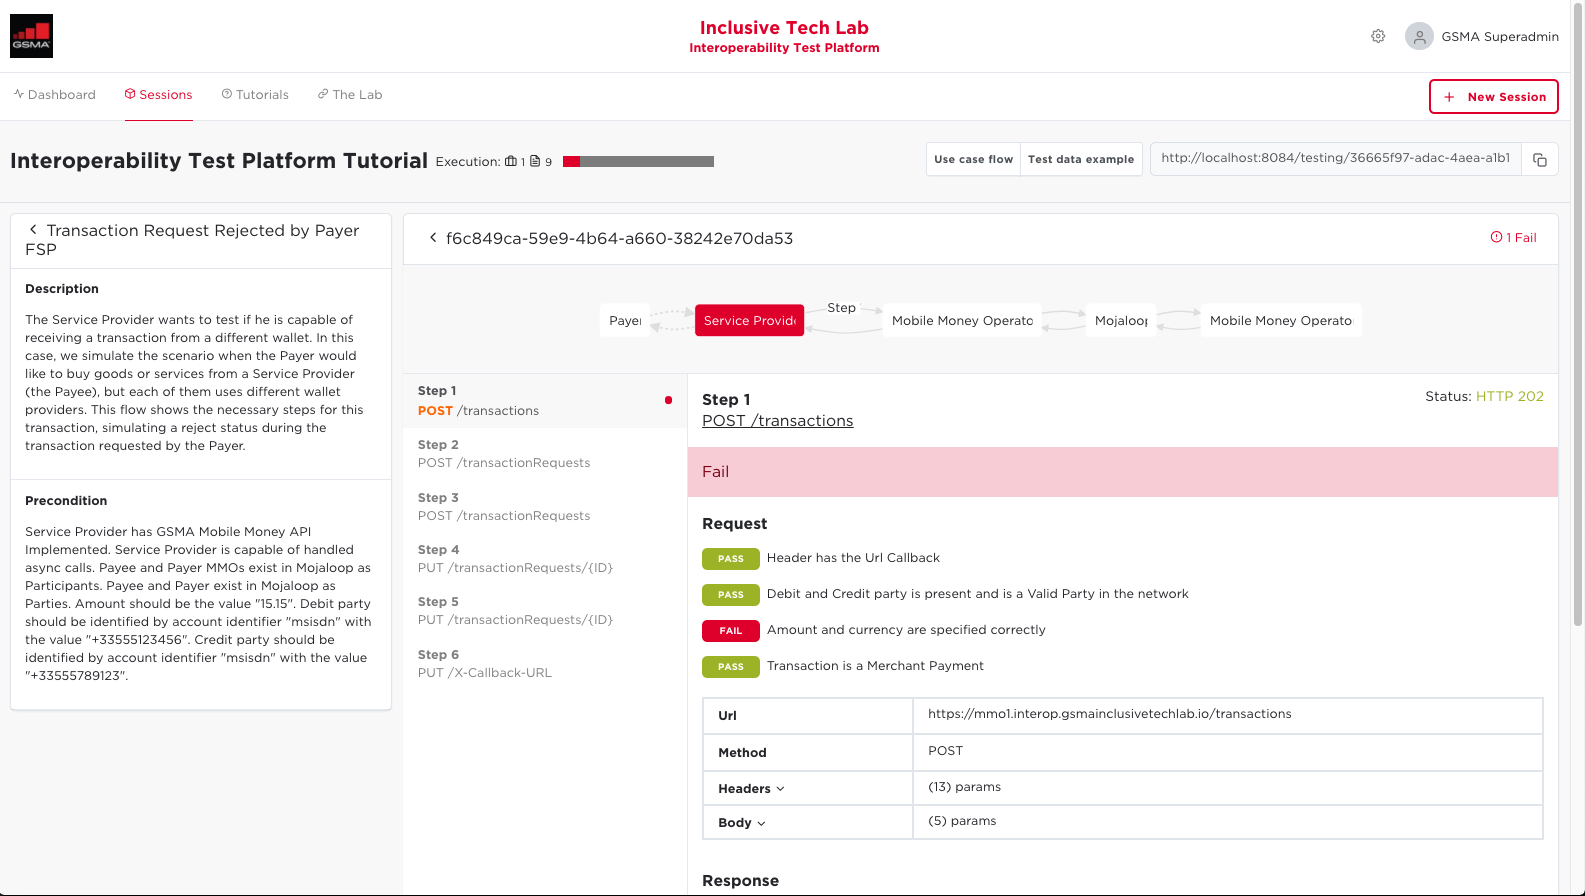 GSMA
Inclusive Tech Lab
Interoperability Test Platform
GSMA Superadmin
Dashboard
Sessions
Tutorials
The Lab
+ New Session
Interoperability Test Platform Tutorial
Execution: 1 9
Use case flow
Test data example
http://localhost:8084/testing/36665f97-adac-4aea-a1b1
Transaction Request Rejected by Payer
FSP
Description
The Service Provider wants to test if he is capable of
receiving a transaction from a different wallet. In this
case, we simulate the scenario when the Payer would
like to buy goods or services from a Service Provider
(the Payee), but each of them uses different wallet
providers. This flow shows the necessary steps for this
transaction, simulating a reject status during the
transaction requested by the Payer.
Precondition
Service Provider has GSMA Mobile Money API
Implemented. Service Provider is capable of handled
async calls. Payee and Payer MMOs exist in Mojaloop as
Participants. Payee and Payer exist in Mojaloop as
Parties. Amount should be the value "15.15". Debit party
should be identified by account identifier "msisdn" with
the value "+33555123456". Credit party should be
identified by account identifier "msisdn" with the value
"+33555789123".
f6c849ca-59e9-4b64-a660-38242e70da53
1 Fail
Payer
Service Provide
Step
Mobile Money Operato
Mojaloop
Mobile Money Operato
Step 1
POST /transactions
Step 2
POST /transactionRequests
Step 3
POST /transactionRequests
Step 4
PUT /transactionRequests/{ID}
Step 5
PUT /transactionRequests/{ID}
Step 6
PUT /X-Callback-URL
Step 1
POST /transactions
Status: HTTP 202
Fail
Request
PASS Header has the Url Callback
PASS Debit and Credit party is present and is a Valid Party in the network
FAIL Amount and currency are specified correctly
PASS Transaction is a Merchant Payment
Url https://mmo1.interop.gsmainclusivetechlab.io/transactions
Method POST
Headers (13) params
Body (5) params
Response